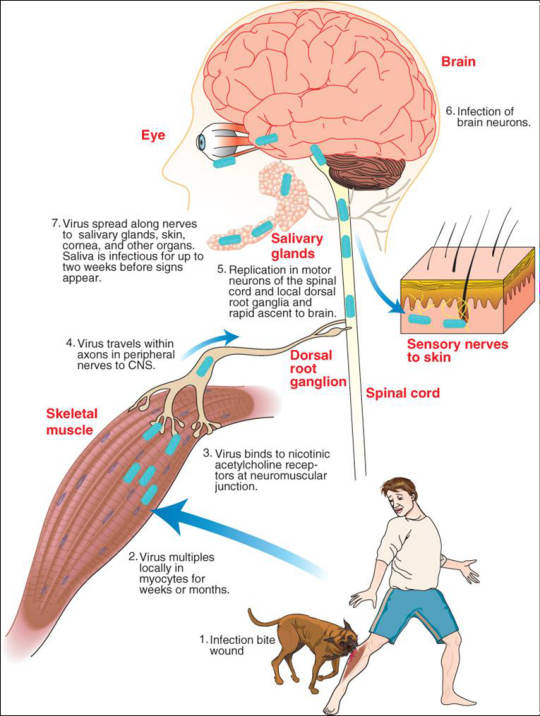 Brain
6. Infection of
brain neurons.
Eye
7. Virus spread along nerves
to salivary glands, skin,
cornea, and other organs.
Saliva is infectious for up to
two weeks before signs
appear.
Salivary
glands
5. Replication in motor
neurons of the spinal
cord and local dorsal
root ganglia and
rapid ascent to brain.
Sensory nerves
to skin
4. Virus travels within
axons in peripheral
nerves to CNS.
Dorsal
root
ganglion
Spinal cord
Skeletal
muscle
3. Virus binds to nicotinic
acetylcholine recep-
tors at neuromuscular
junction.
2. Virus multiples
locally in
myocytes for
weeks or months.
1. Infection bite
wound